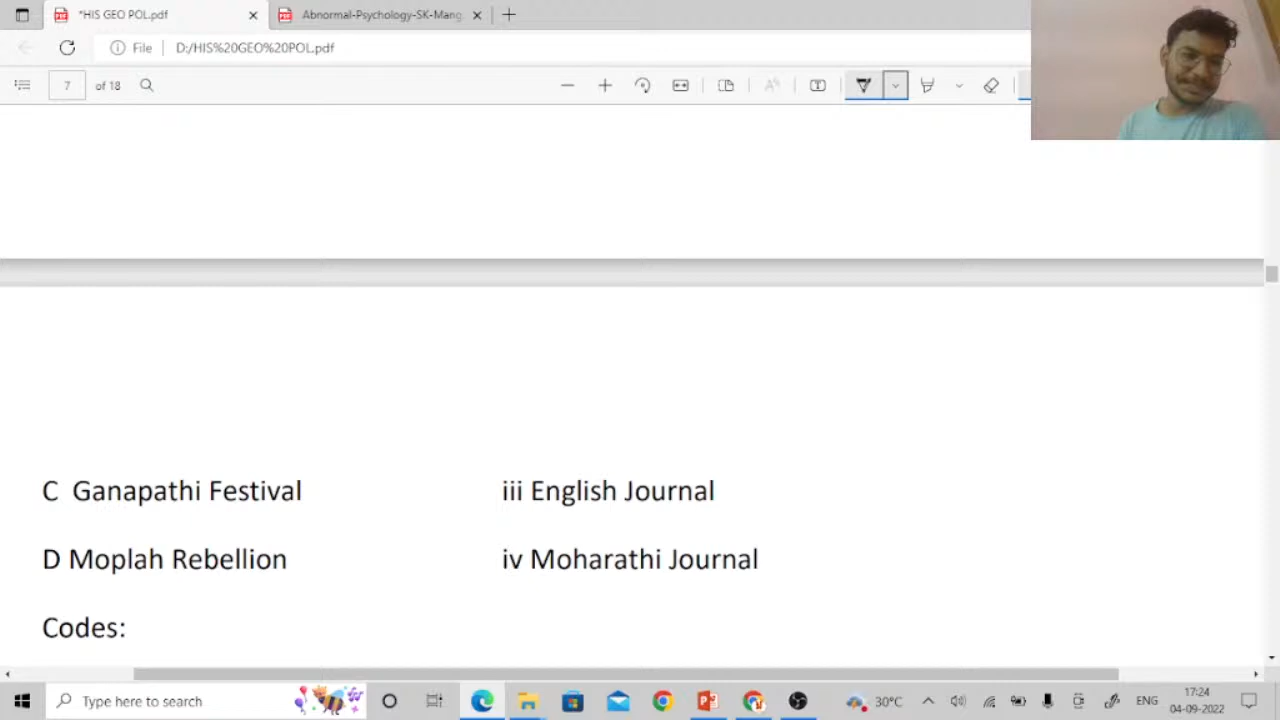 *HIS GEO POL.pdf
Abnormal-Psychology-SK-Mang
File
D:/HIS%20GEO%20POL.pdf
7 of 18
C Ganapathi Festival iii English Journal
D Moplah Rebellion iv Moharathi Journal
Codes:
Type here to search
30°C
ENG
17:24
04-09-2022